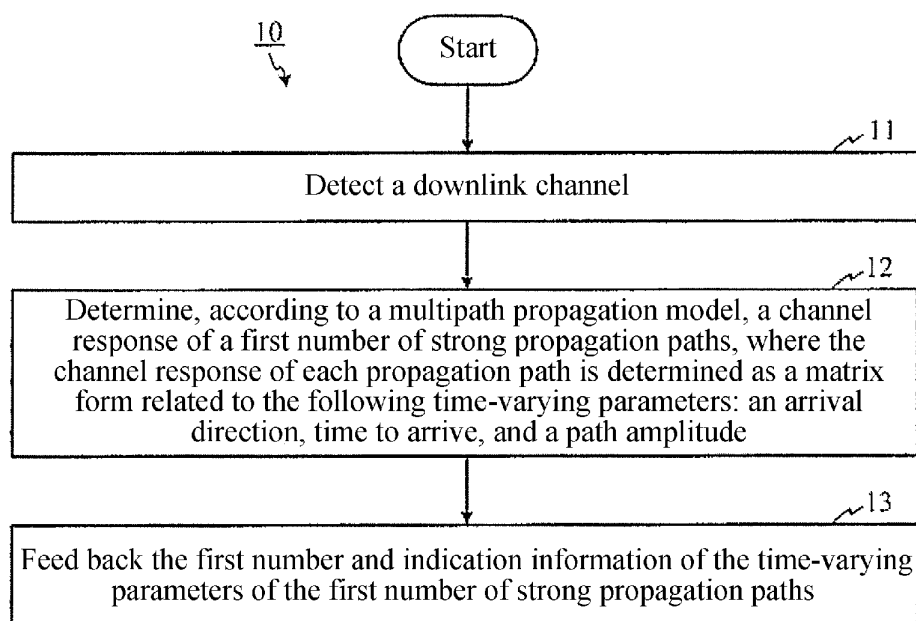 10
Start
11
Detect a downlink channel
12
Determine, according to a multipath propagation model, a channel
response of a first number of strong propagation paths, where the
channel response of each propagation path is determined as a matrix
form related to the following time-varying parameters: an arrival
direction, time to arrive, and a path amplitude
13
Feed back the first number and indication information of the time-varying
parameters of the first number of strong propagation paths